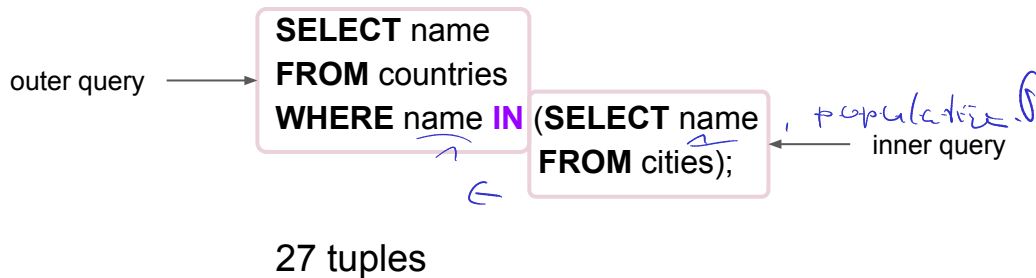 SELECT name
outer query
FROM countries
WHERE name IN (SELECT name , population
inner query
FROM cities);
∈
27 tuples